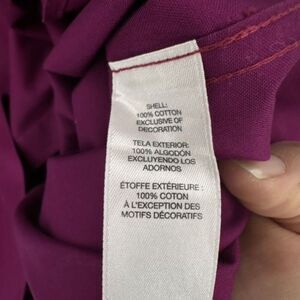 SHELL:
100% COTTON
EXCLUSIVE OF
DECORATION
TELA EXTERIOR:
100% ALGODÓN
EXCLUYENDO LOS
ADORNOS
ÉTOFFE EXTÉRIEURE :
100% COTON
À L'EXCEPTION DES
MOTIFS DÉCORATIFS